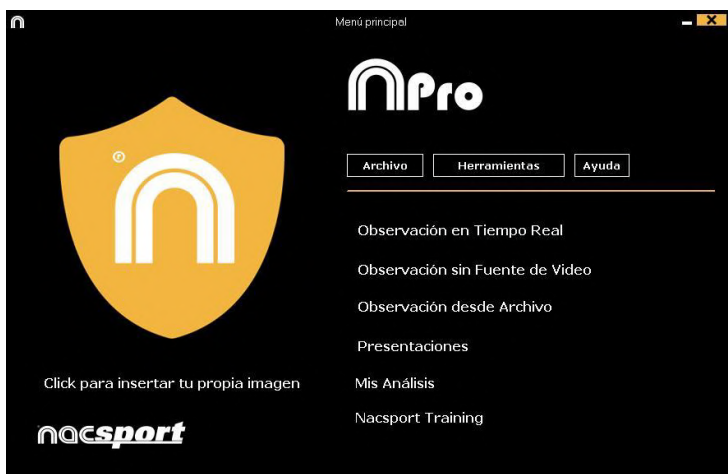 Menú principal
nPro
Archivo
Herramientas
Ayuda
Observación en Tiempo Real
Observación sin Fuente de Video
Observación desde Archivo
Presentaciones
Mis Análisis
Nacsport Training
Click para insertar tu propia imagen
nacsport